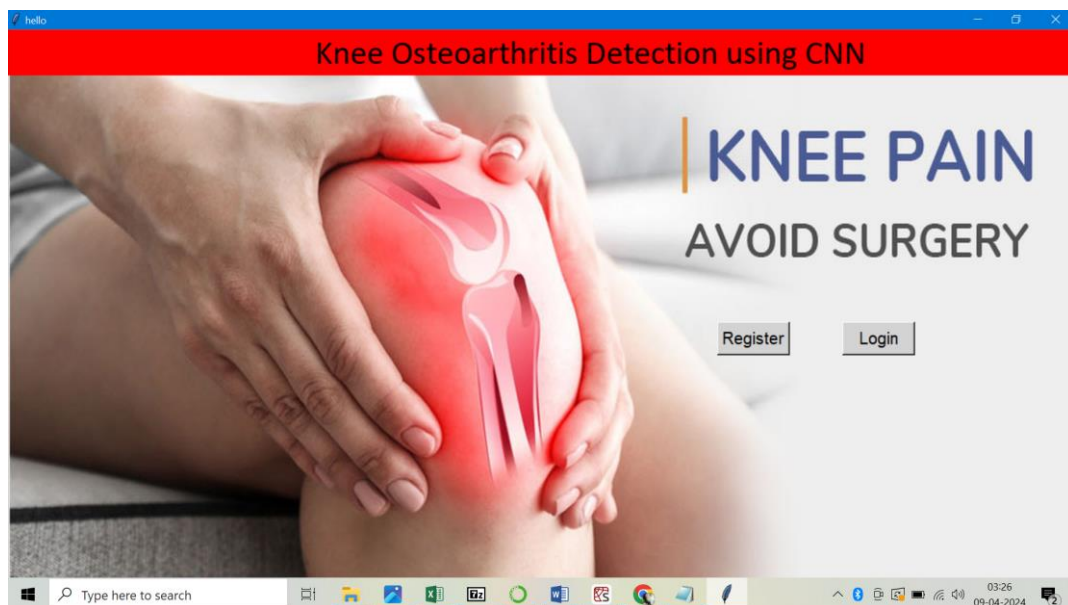 hello
Knee Osteoarthritis Detection using CNN
KNEE PAIN
AVOID SURGERY
Register Login
Type here to search
03:26
09-04-2024